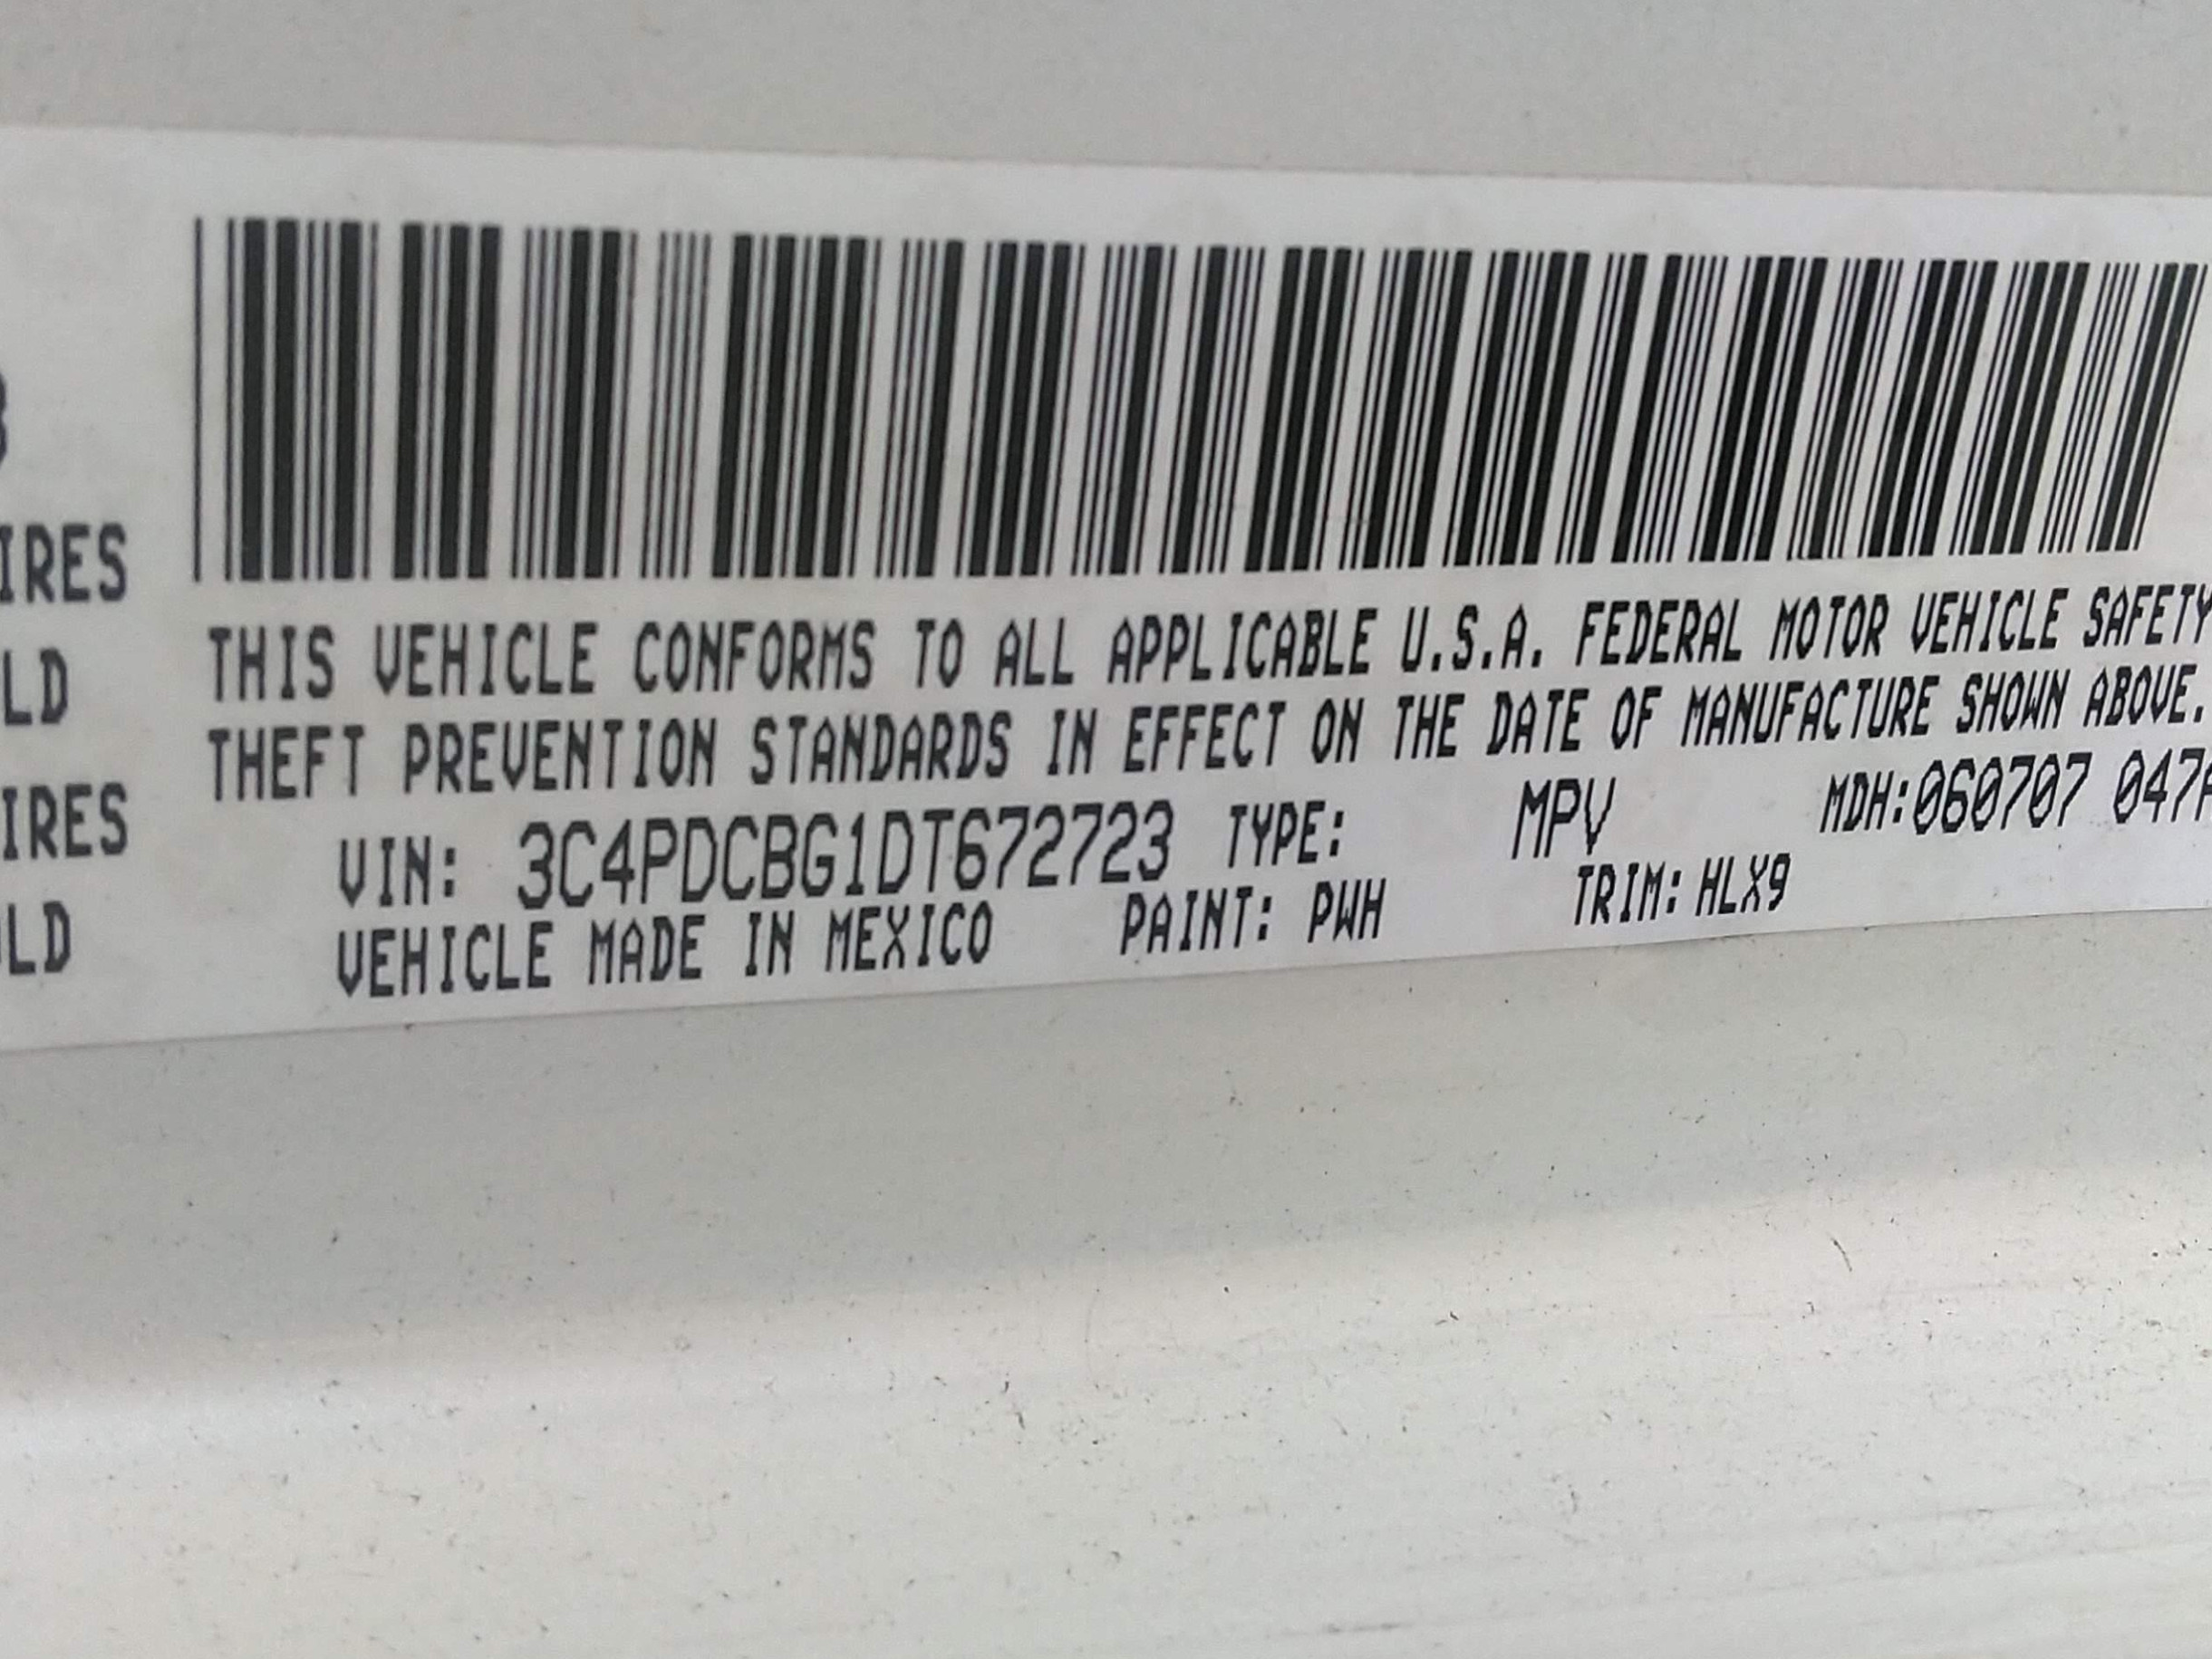 IRES
LD
IRES
LD
THIS VEHICLE CONFORMS TO ALL APPLICABLE U.S.A. FEDERAL MOTOR VEHICLE SAFETY
THEFT PREVENTION STANDARDS IN EFFECT ON THE DATE OF MANUFACTURE SHOWN ABOVE.
VIN: 3C4PDCBG1DT672723 TYPE: MPV MDH:060707 047
VEHICLE MADE IN MEXICO PAINT: PWH TRIM: HLX9